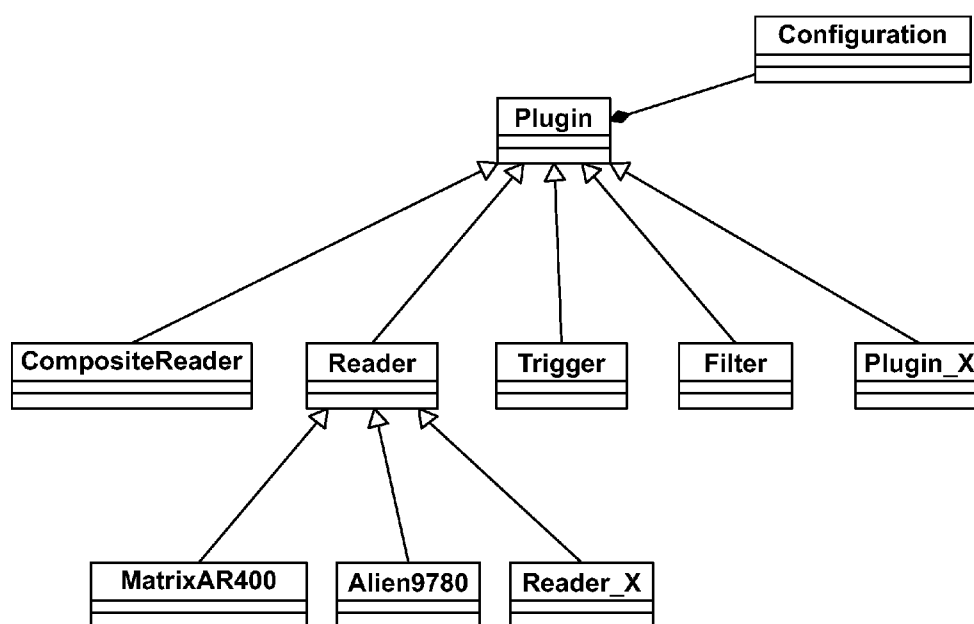 Configuration
Plugin
CompositeReader
Reader
Trigger
Filter
Plugin_X
MatrixAR400
Alien9780
Reader_X